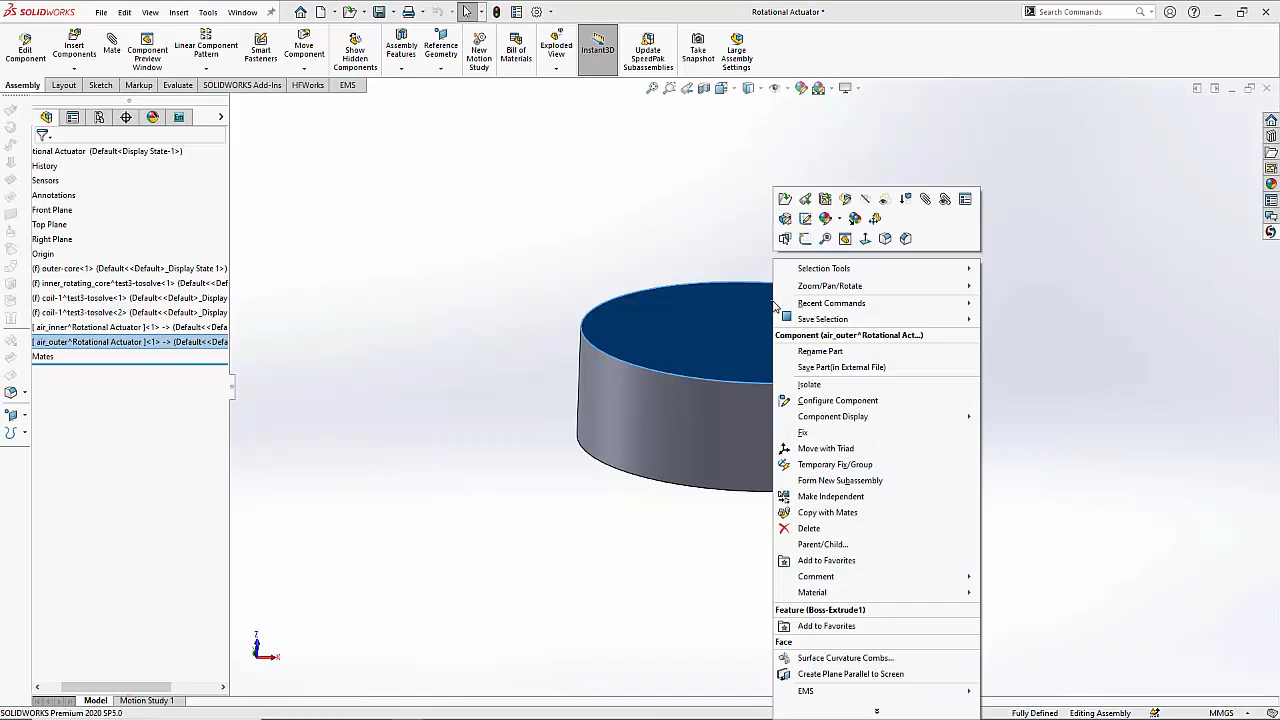 SOLIDWORKS File Edit View Insert Tools Window Rotational Actuator * Search Commands
Edit Component
Insert Components
Mate
Component Preview Window
Linear Component Pattern
Smart Fasteners
Move Component
Show Hidden Components
Assembly Features
Reference Geometry
New Motion Study
Bill of Materials
Exploded View
Instant3D
Update SpeedPak Subassemblies
Take Snapshot
Large Assembly Settings
Assembly Layout Sketch Markup Evaluate SOLIDWORKS Add-Ins HFWorks EMS
tional Actuator (Default<Display State-1>)
History
Sensors
Annotations
Front Plane
Top Plane
Right Plane
Origin
(f) outer-core<1> (Default<<Default>_Display State 1>)
(f) inner_rotating_core^test3-tosolve<1> (Default<<
(f) coil-1^test3-tosolve<1> (Default<<Default>_Display
(f) coil-1^test3-tosolve<2> (Default<<Default>_Display
[ air_inner^Rotational Actuator ]<1> -> (Default<<Defa
[ air_outer^Rotational Actuator ]<1> -> (Default<<Defa
Mates
Selection Tools
Zoom/Pan/Rotate
Recent Commands
Save Selection
Component (air_outer^Rotational Act...)
Rename Part
Save Part(in External File)
Isolate
Configure Component
Component Display
Fix
Move with Triad
Temporary Fix/Group
Form New Subassembly
Make Independent
Copy with Mates
Delete
Parent/Child...
Add to Favorites
Comment
Material
Feature (Boss-Extrude1)
Add to Favorites
Face
Surface Curvature Combs...
Create Plane Parallel to Screen
EMS
Z
X
Model Motion Study 1
SOLIDWORKS Premium 2020 SP5.0 Fully Defined Editing Assembly MMGS